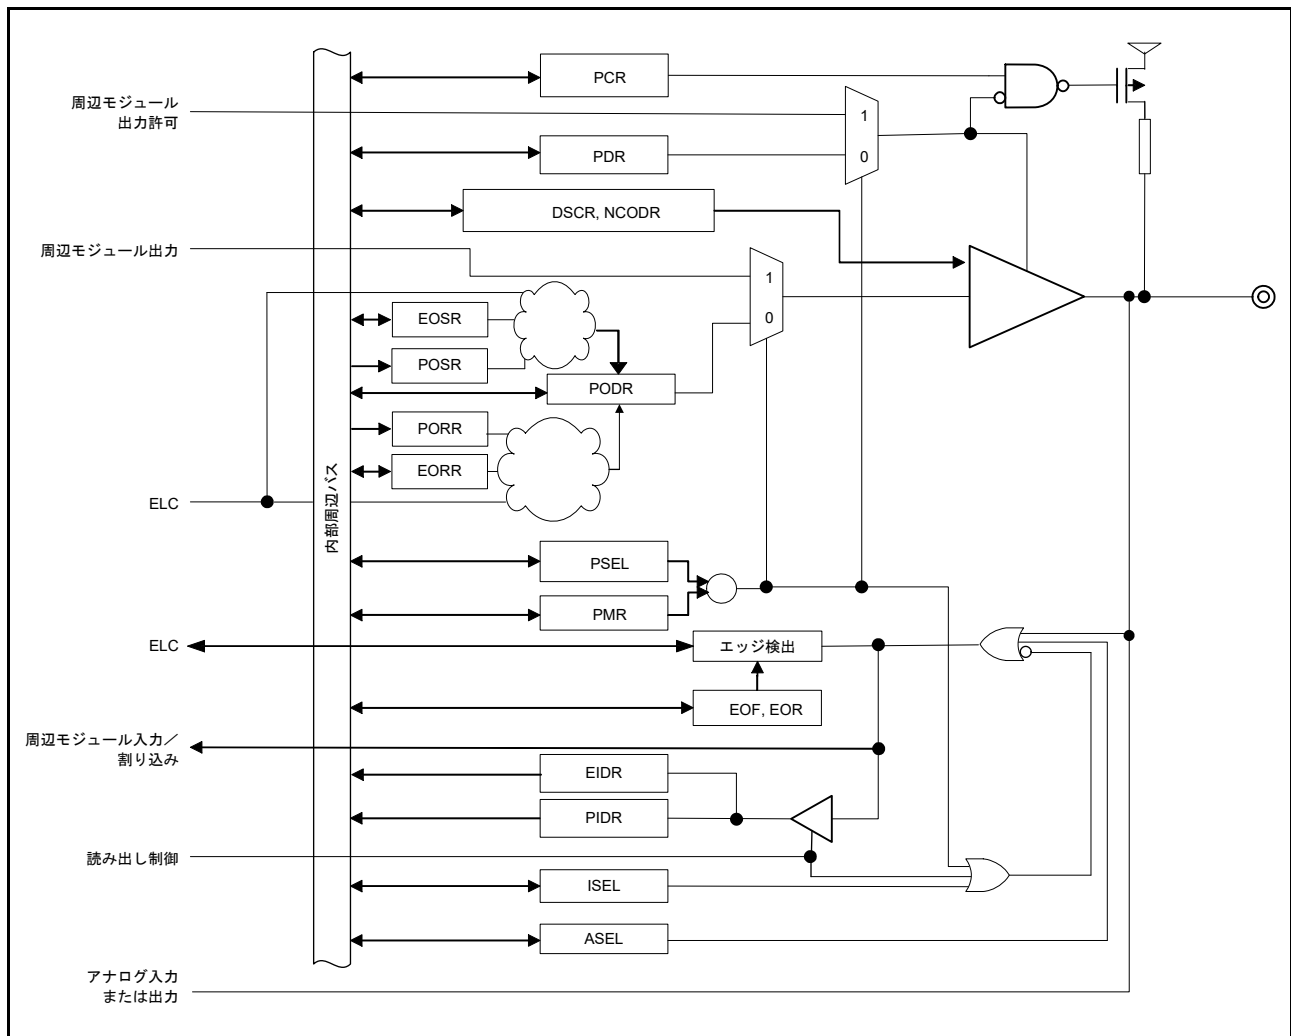 PCR
周辺モジュール
出力許可
1
PDR
0
DSCR, NCODR
周辺モジュール出力
1
EOSR
0
POSR
PODR
PORR
EORR
ELC
内部周辺バス
PSEL
PMR
ELC
エッジ検出
EOF, EOR
周辺モジュール入力／
割り込み
EIDR
PIDR
読み出し制御
ISEL
ASEL
アナログ入力
または出力